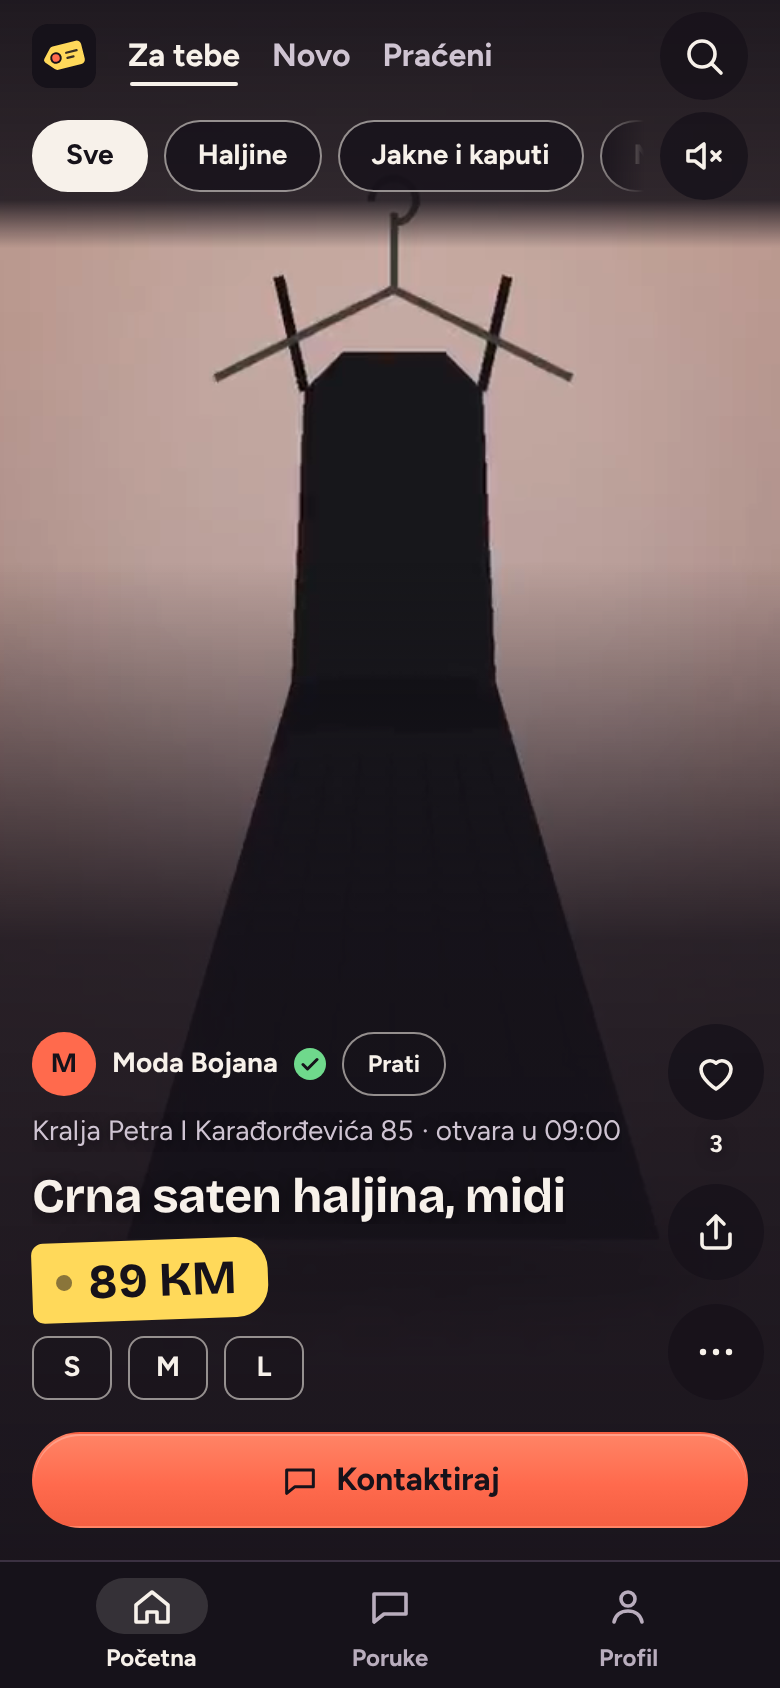 Za tebe Novo Praćeni
Sve Haljine Jakne i kaputi
M Moda Bojana Prati
Kralja Petra I Karađorđevića 85 · otvara u 09:00
3
Crna saten haljina, midi
89 KM
S M L
Kontaktiraj
Početna Poruke Profil